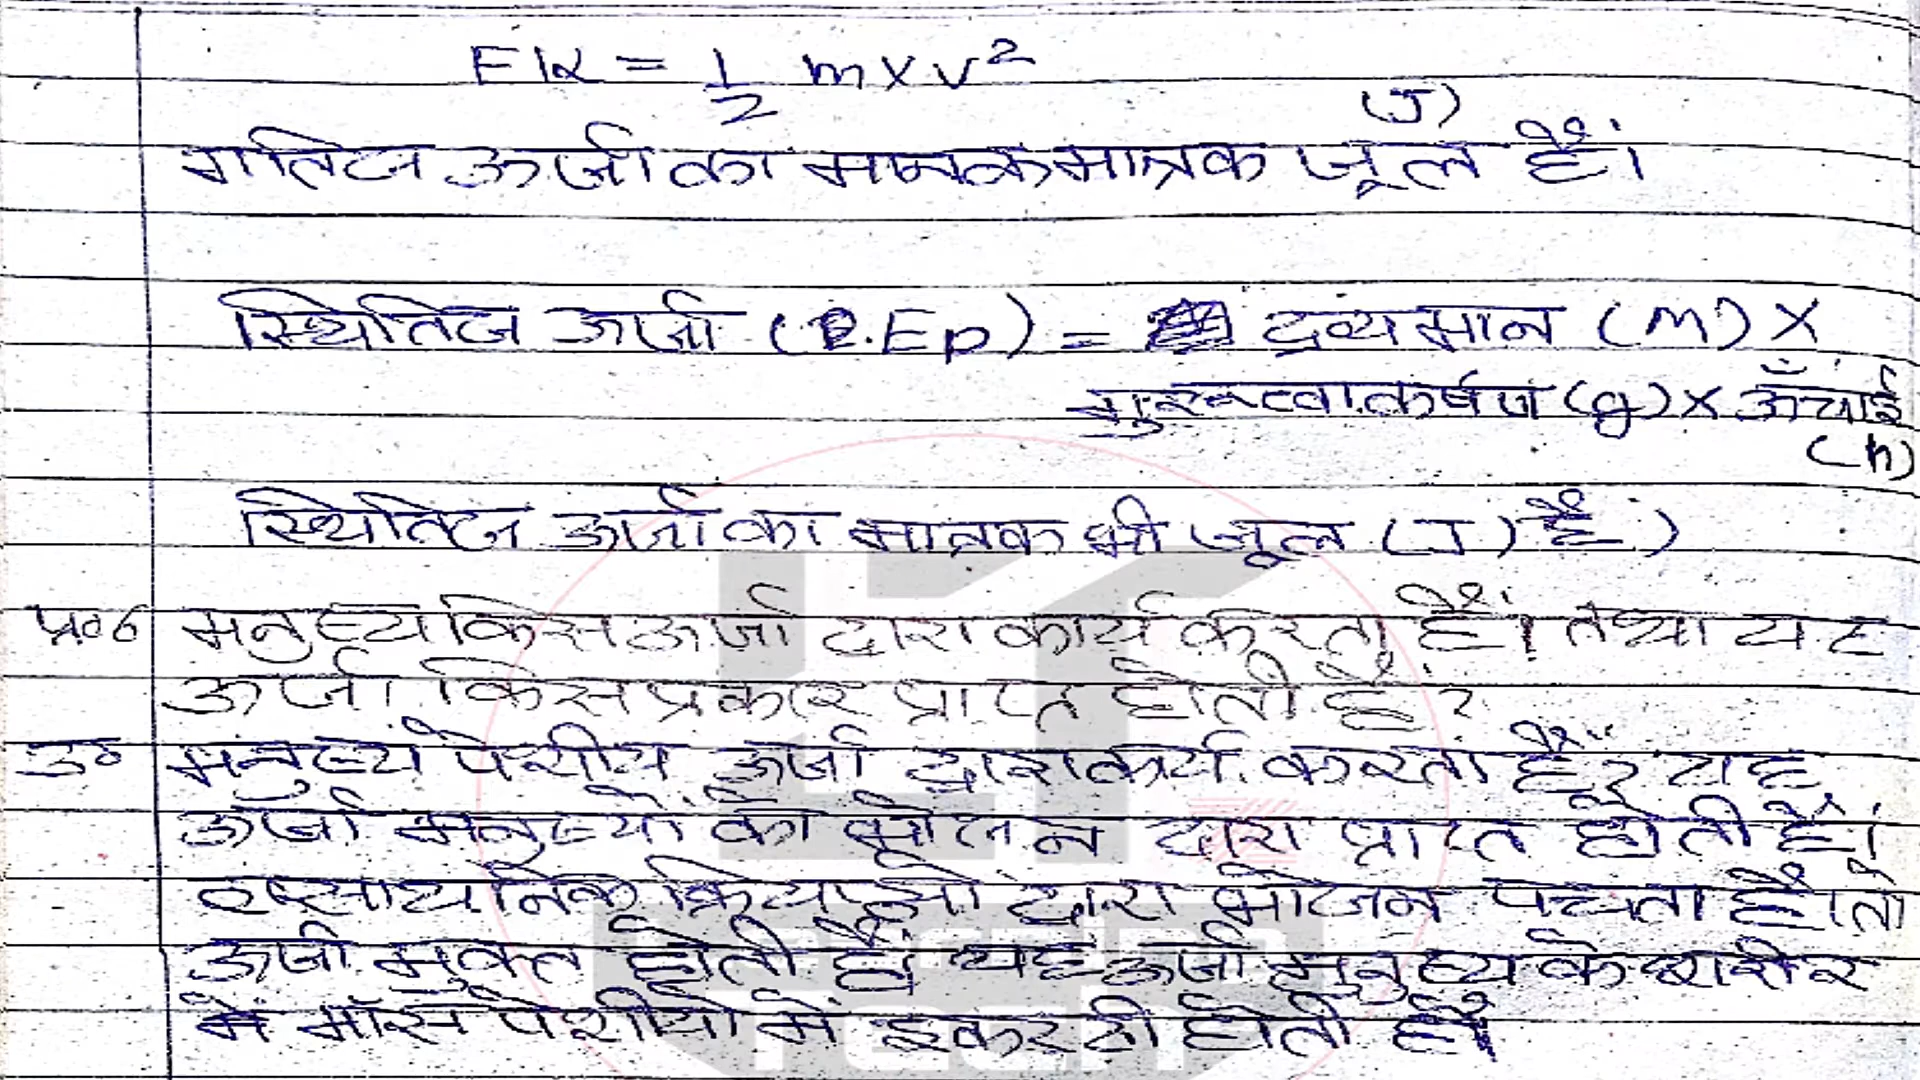 EK = 1/2 m x v²
(J)
गतिज ऊर्जा का मानक मात्रक जूल है।
स्थितिज ऊर्जा (P.Ep) = द्रव्यमान (m) x
गुरुत्वाकर्षण (g) x ऊँचाई
(h)
स्थितिज ऊर्जा का मात्रक भी जूल (J) है)
प्र०6 मनुष्य किस ऊर्जा द्वारा कार्य करता है। तथा यह
ऊर्जा किस प्रकार प्राप्त होती है?
उ० मनुष्य पेशीय ऊर्जा द्वारा कार्य करता है? यह
ऊर्जा मनुष्यो को भोजन द्वारा प्राप्त होती है।
रसायनिक क्रियाओ द्वारा भोजन पचता है। तो
ऊर्जा मुक्त होती है। यह ऊर्जा मनुष्य के शरीर
में मॉस पेशीयो में इकट्ठी होती है।